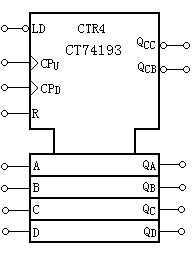 LD CTR4 QCC
CT74193
CPU QCB
CPD
R
A QA
B QB
C QC
D QD